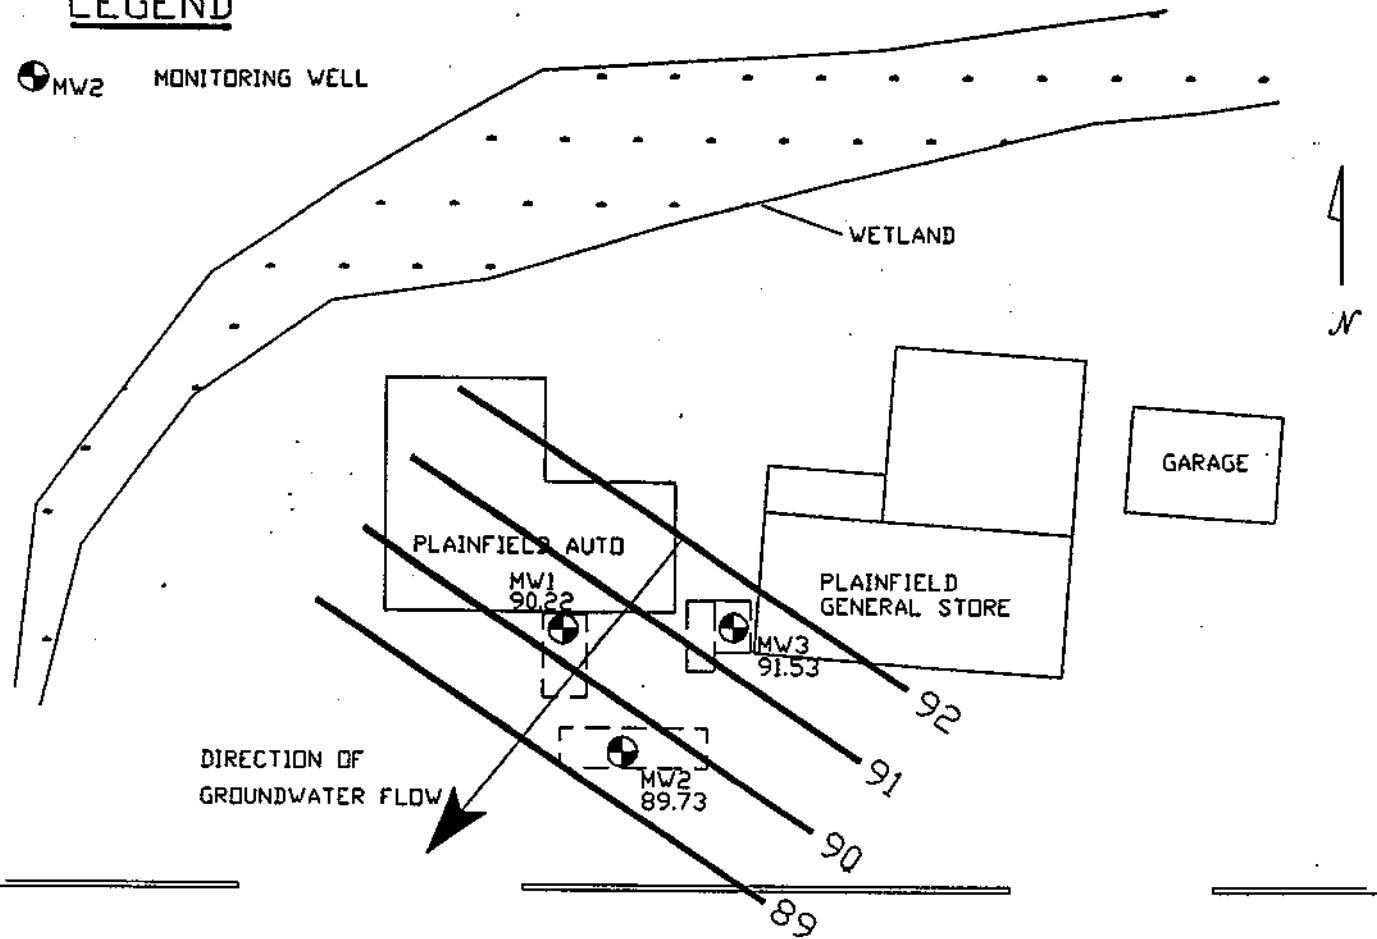 LEGEND
MW2 MONITORING WELL
WETLAND
N
GARAGE
PLAINFIELD AUTO
MW1
90.22
PLAINFIELD
GENERAL STORE
MW3
91.53
92
DIRECTION OF
GROUNDWATER FLOW
MW2
89.73
91
90
89